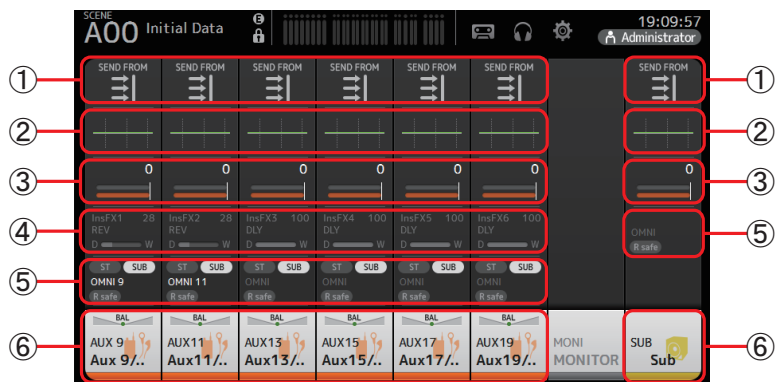 SCENE
A00 Initial Data
E
19:09:57
Administrator
① SEND FROM SEND FROM SEND FROM SEND FROM SEND FROM SEND FROM SEND FROM ①
② ②
③ 0 0 0 0 0 0 0 ③
④ InsFX1 28 InsFX2 28 InsFX3 100 InsFX4 100 InsFX5 100 InsFX6 100
REV REV DLY DLY DLY DLY
D W D W D W D W D W D W
OMNI ⑤
R safe
⑤ ST SUB ST SUB ST SUB ST SUB ST SUB ST SUB
OMNI 9 OMNI 11 OMNI OMNI OMNI OMNI
R safe R safe R safe R safe R safe R safe
BAL BAL BAL BAL BAL BAL
⑥ AUX 9 AUX11 AUX13 AUX15 AUX17 AUX19 MONI SUB ⑥
Aux 9/.. Aux11/.. Aux13/.. Aux15/.. Aux17/.. Aux19/.. MONITOR Sub